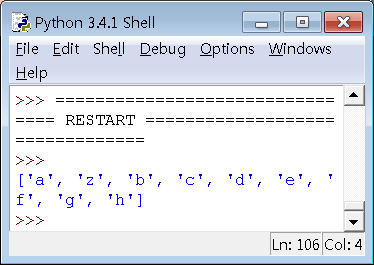 Python 3.4.1 Shell
File Edit Shell Debug Options Windows
Help
>>> ============================
==== RESTART ===================
=============
>>>
['a', 'z', 'b', 'c', 'd', 'e', '
f', 'g', 'h']
>>>
Ln: 106 Col: 4